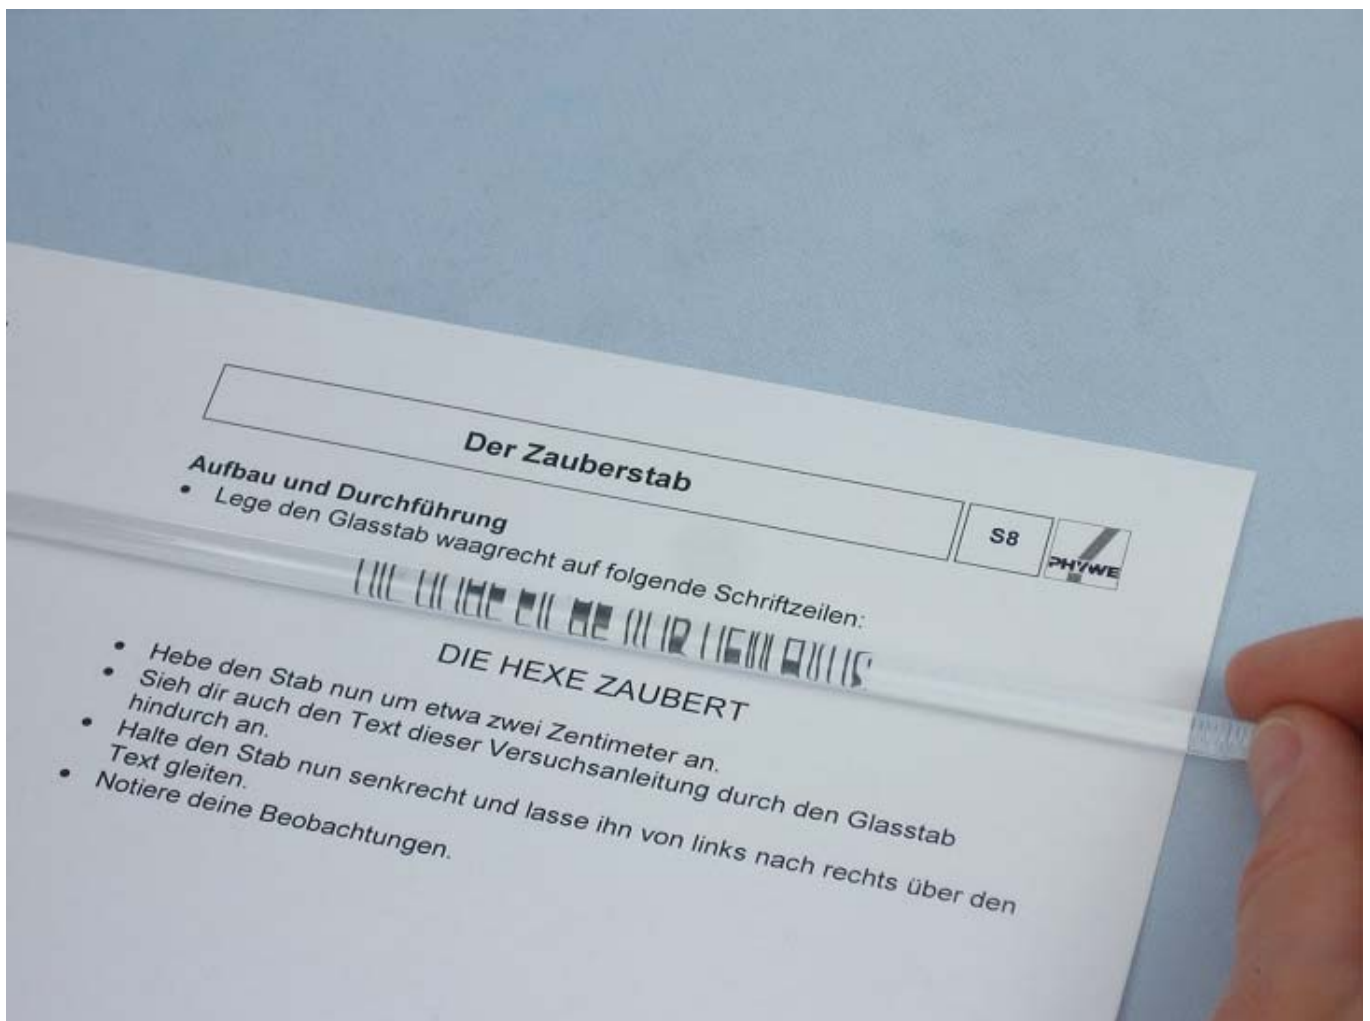 Der Zauberstab
S8
PHYWE
Aufbau und Durchführung
• Lege den Glasstab waagrecht auf folgende Schriftzeilen:
DIE HEXE ZAUBERT
• Hebe den Stab nun um etwa zwei Zentimeter an.
• Sieh dir auch den Text dieser Versuchsanleitung durch den Glasstab
hindurch an.
• Halte den Stab nun senkrecht und lasse ihn von links nach rechts über den
Text gleiten.
• Notiere deine Beobachtungen.